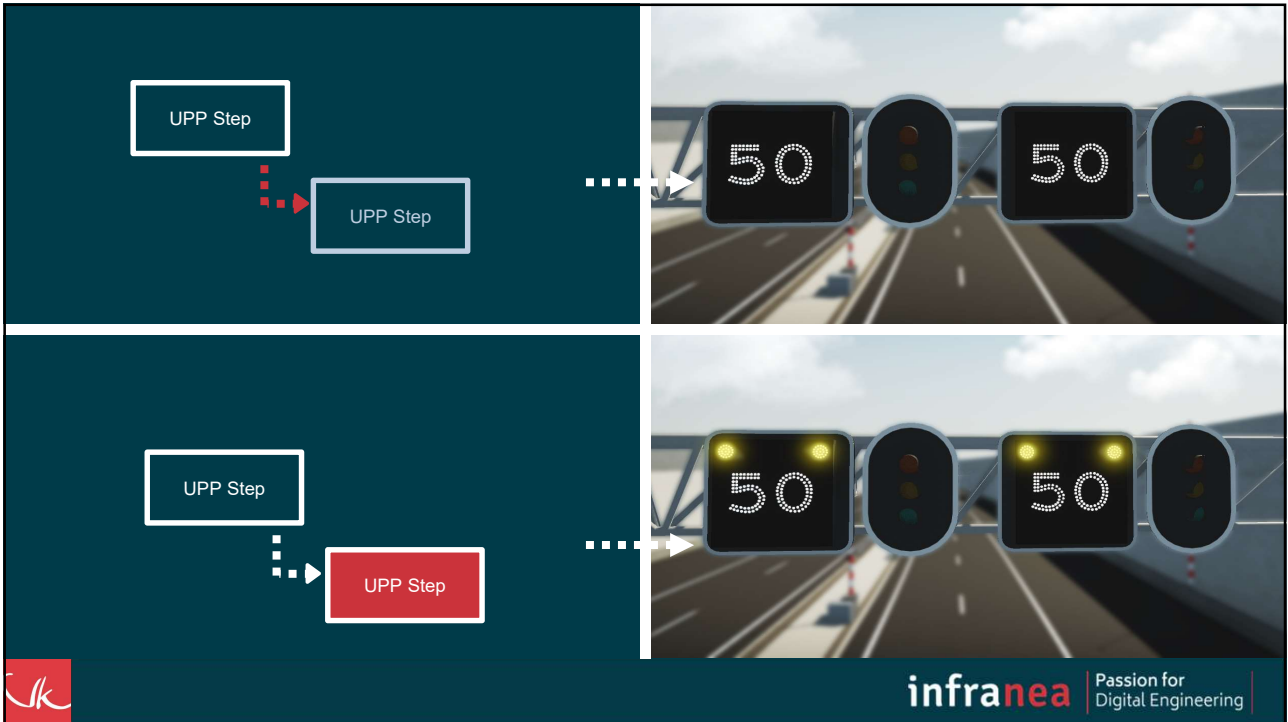 UPP Step
UPP Step
50
50
UPP Step
UPP Step
50
50
infranea
Passion for
Digital Engineering